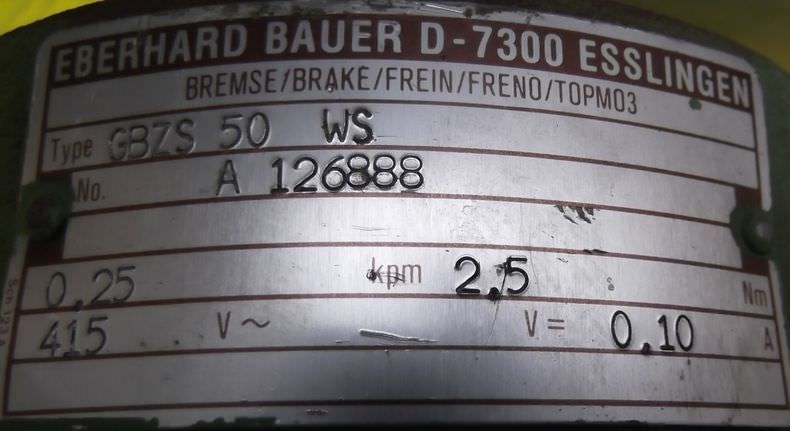 EBERHARD BAUER D-7300 ESSLINGEN
BREMSE/BRAKE/FREIN/FRENO/ТОРМОЗ
Type GBZS 50 WS
No. A 126888
0,25 kpm 2,5 Nm
415 V~ V= 0,10 A